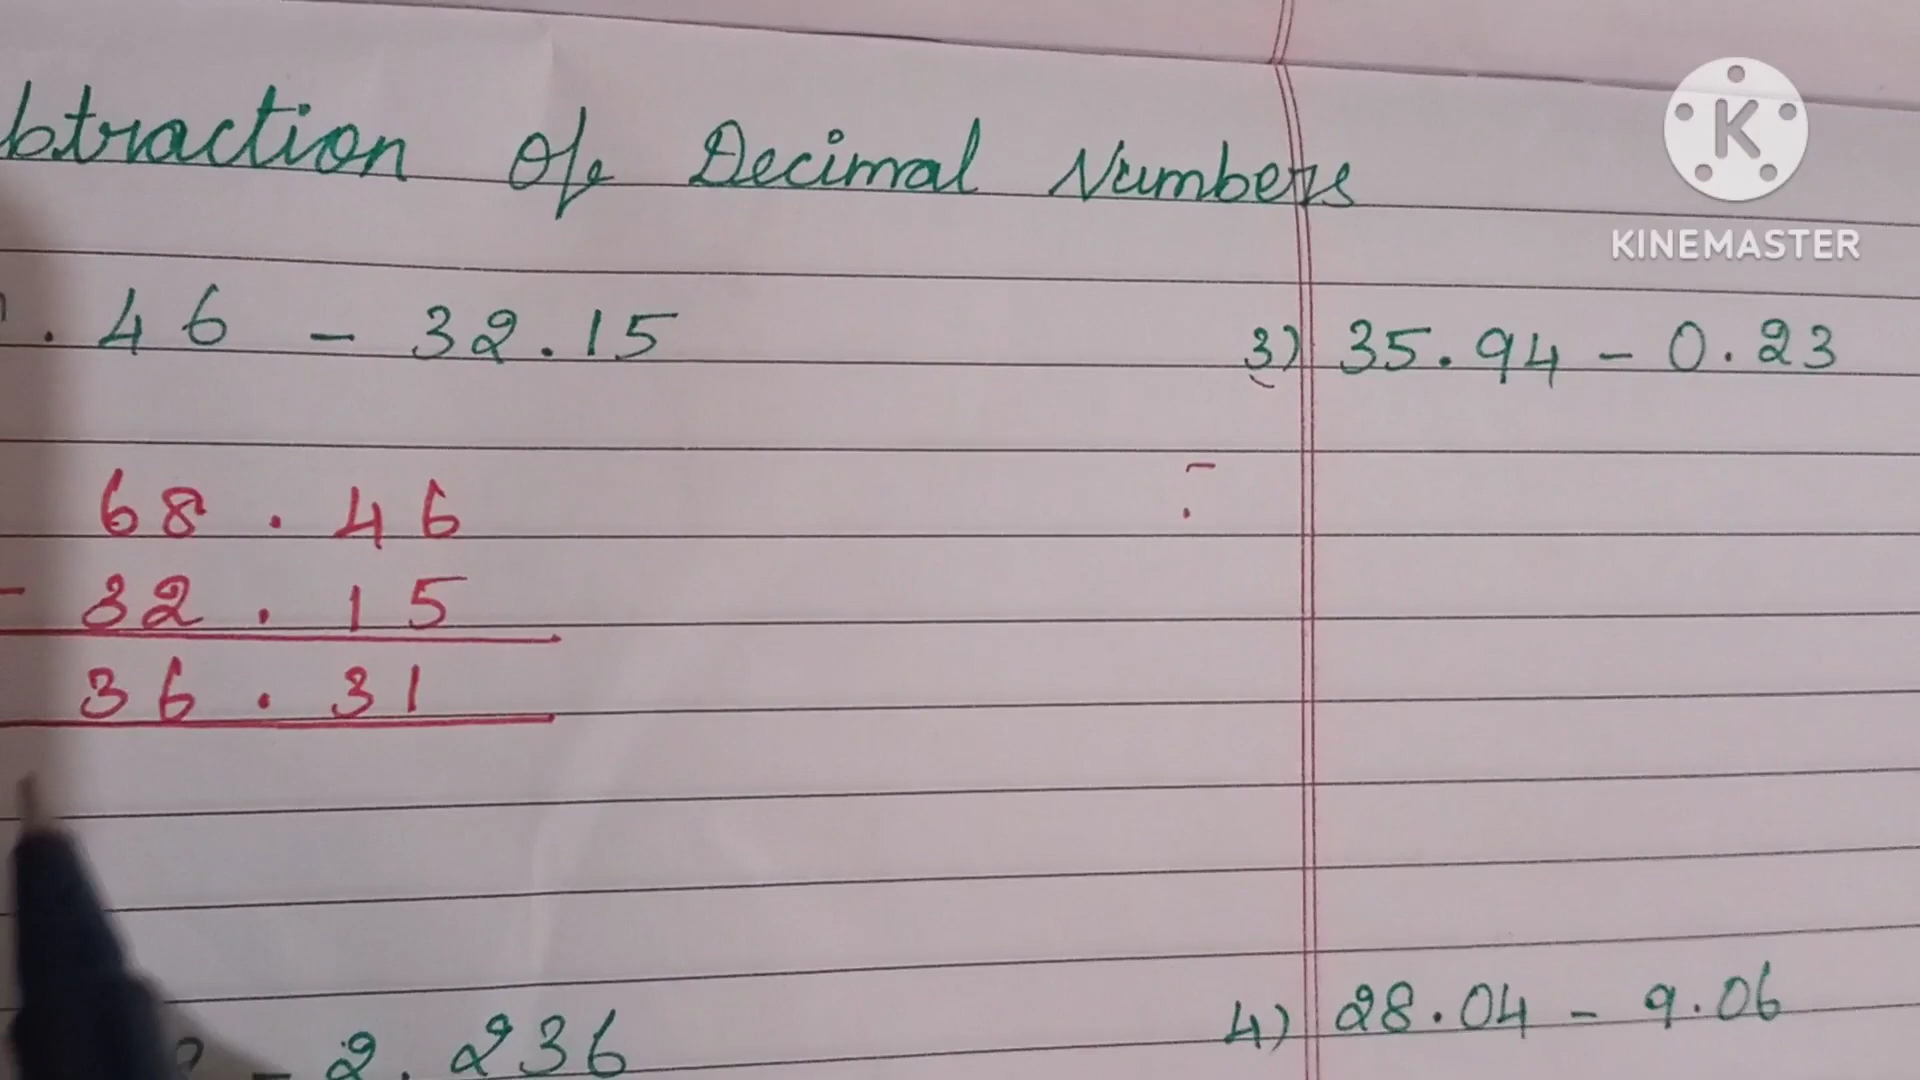 btraction Of Decimal Numbers
K
KINEMASTER
.46 - 32.15
68.46
- 32.15
36.31
3) 35.94 - 0.23
- 2.236
4) 28.04 - 9.06